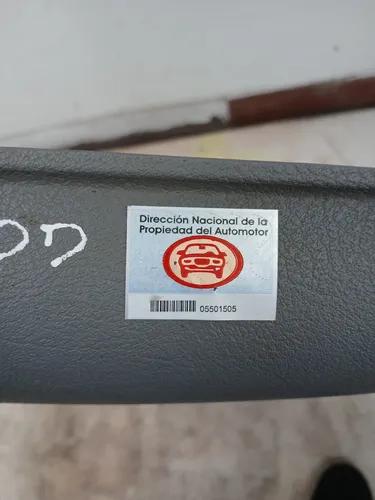 Dirección Nacional de la
Propiedad del Automotor
05501505